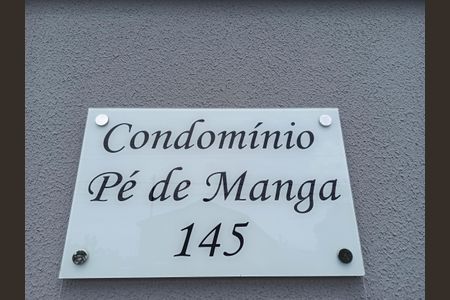 Condomínio
Pé de Manga
145